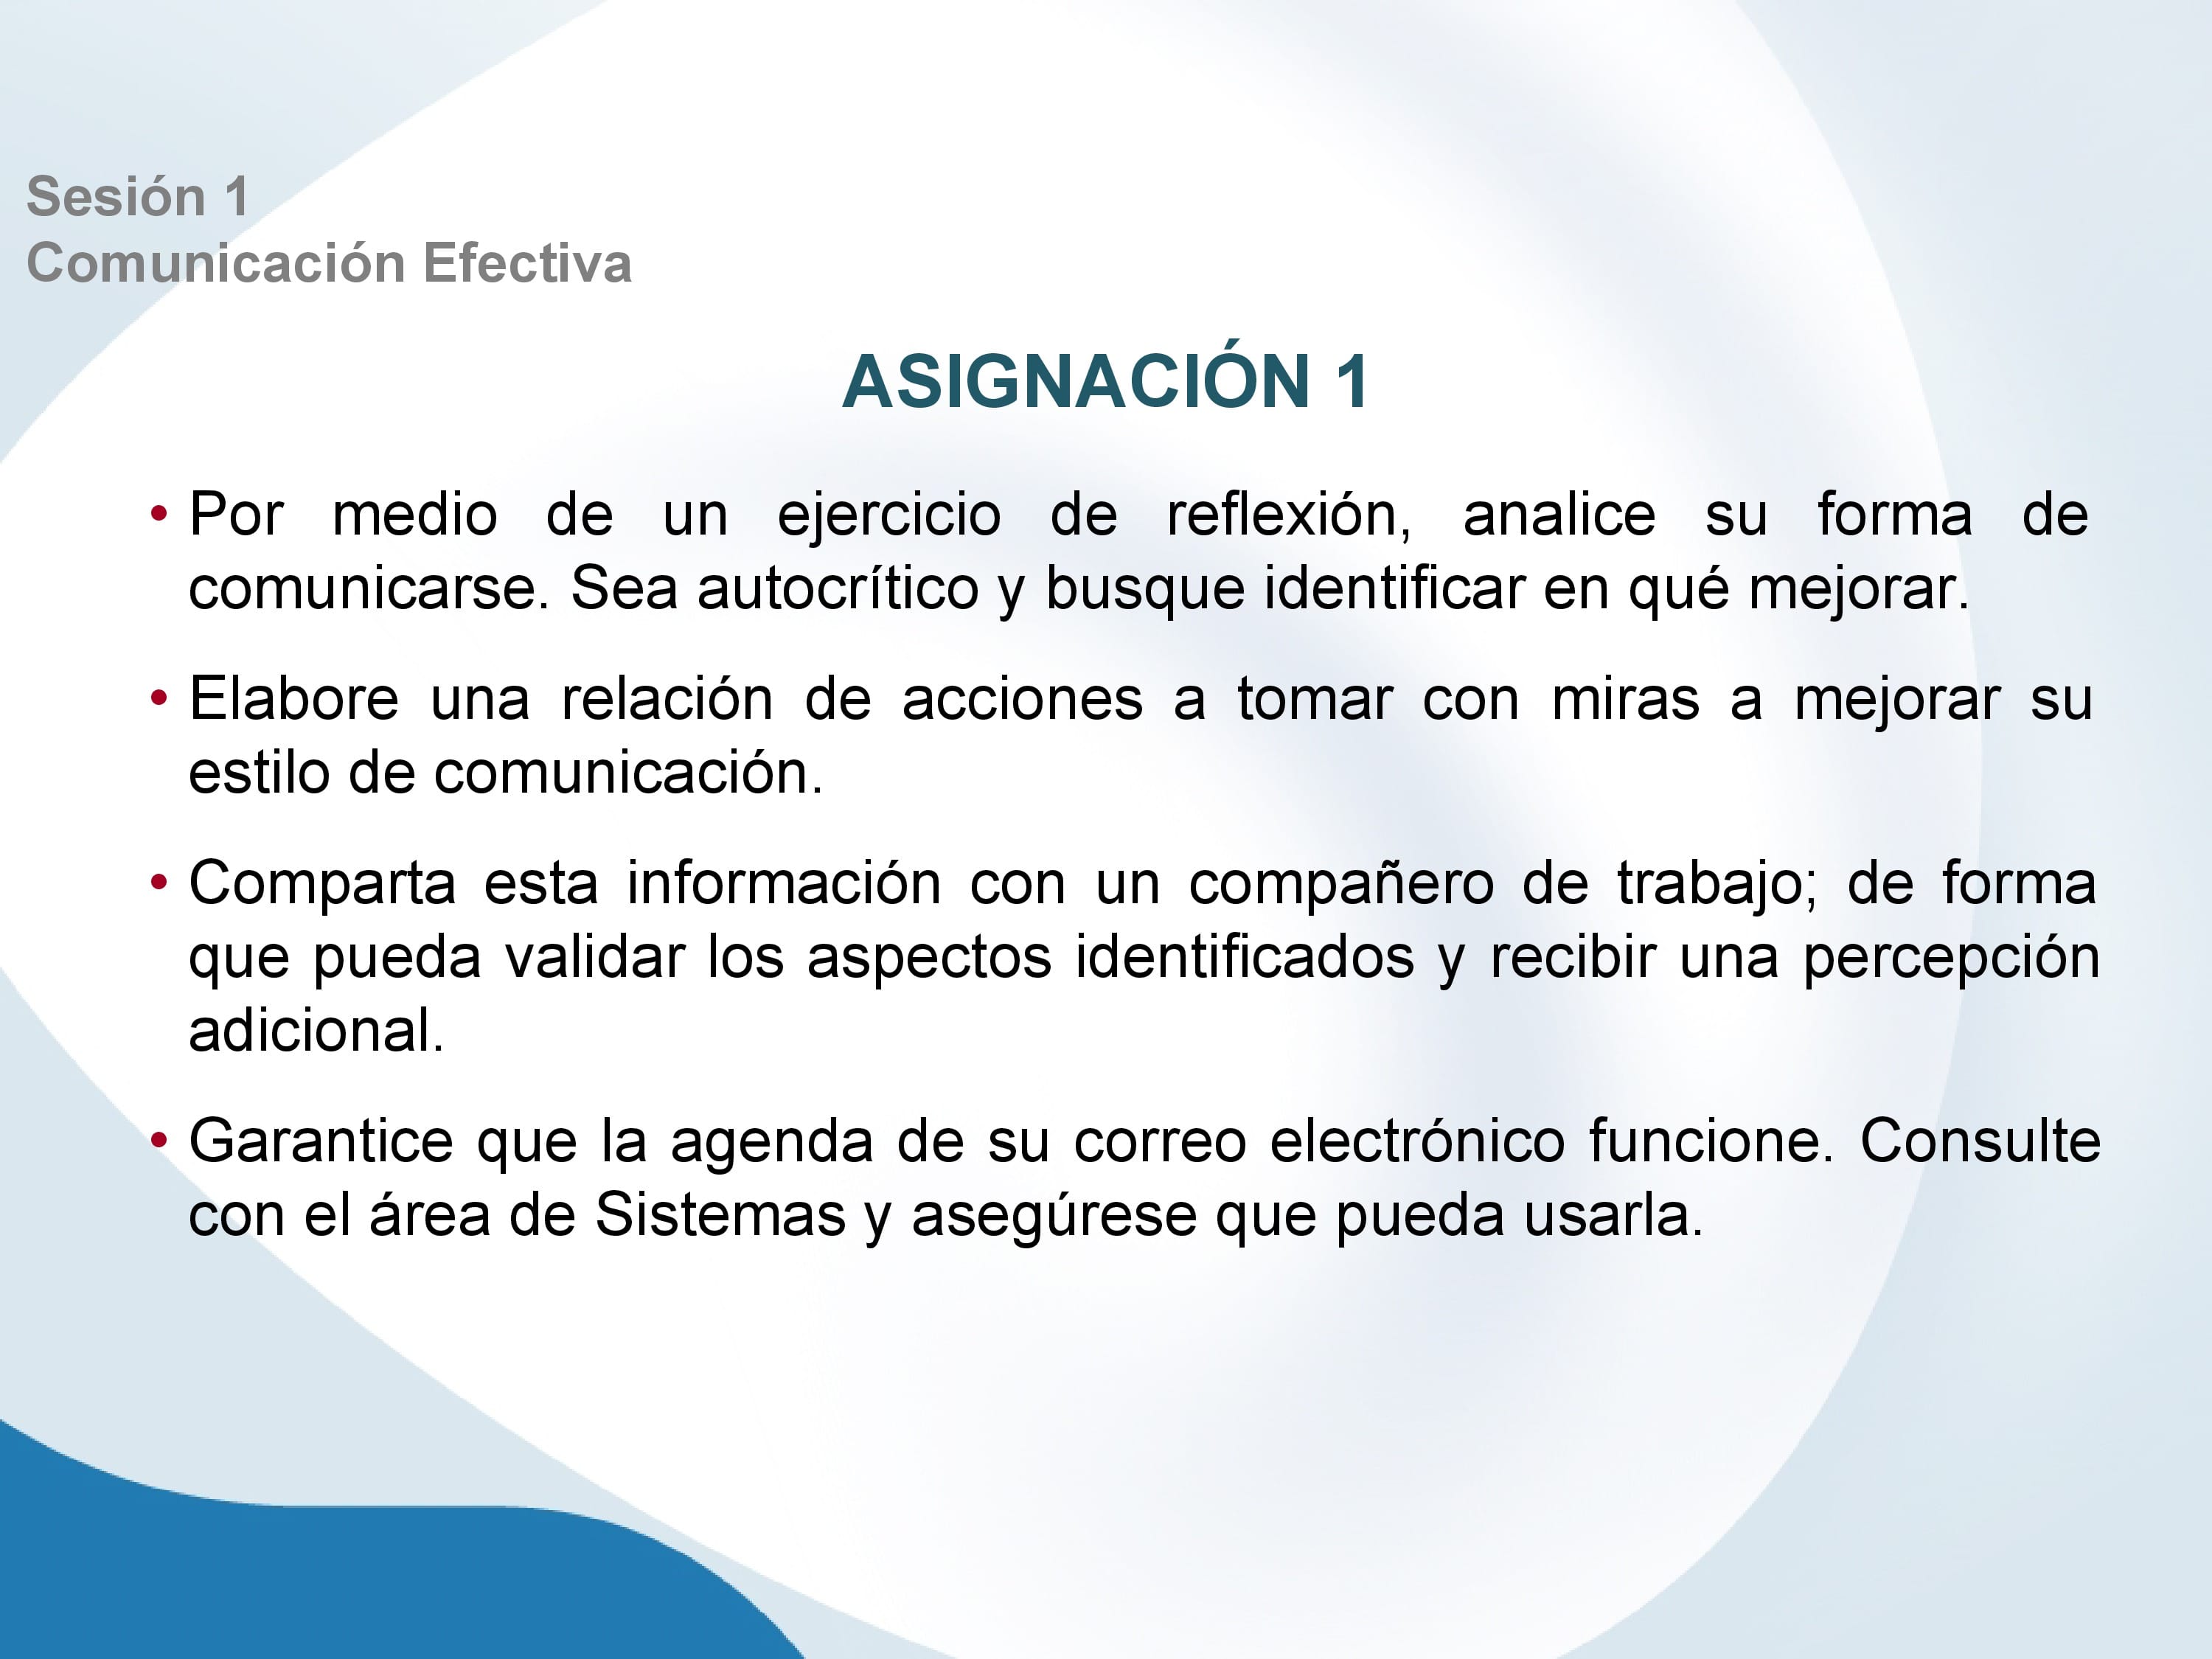 Sesión 1
Comunicación Efectiva
ASIGNACIÓN 1
• Por medio de un ejercicio de reflexión, analice su forma de
comunicarse. Sea autocrítico y busque identificar en qué mejorar.
• Elabore una relación de acciones a tomar con miras a mejorar su
estilo de comunicación.
• Comparta esta información con un compañero de trabajo; de forma
que pueda validar los aspectos identificados y recibir una percepción
adicional.
• Garantice que la agenda de su correo electrónico funcione. Consulte
con el área de Sistemas y asegúrese que pueda usarla.